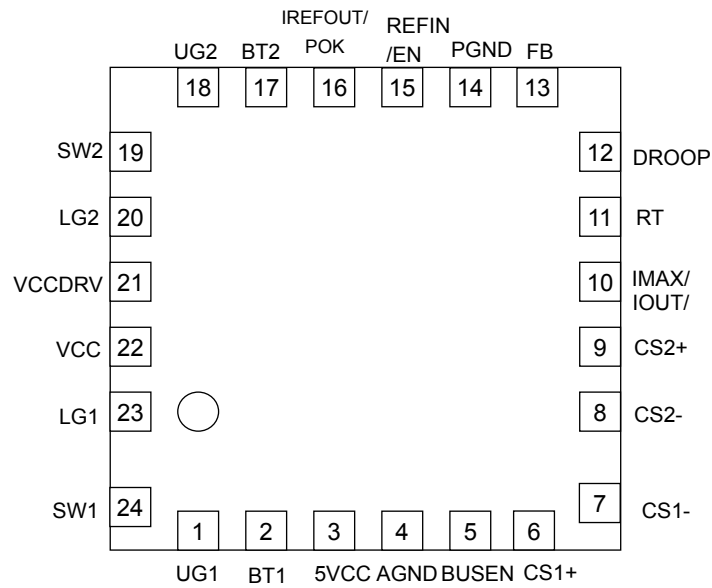 IREFOUT/
POK
REFIN
/EN
UG2 BT2 PGND FB
18 17 16 15 14 13
SW2 19
LG2 20
VCCDRV 21
VCC 22
LG1 23
SW1 24
12 DROOP
11 RT
10 IMAX/
IOUT/
9 CS2+
8 CS2-
7 CS1-
1 2 3 4 5 6
UG1 BT1 5VCC AGND BUSEN CS1+